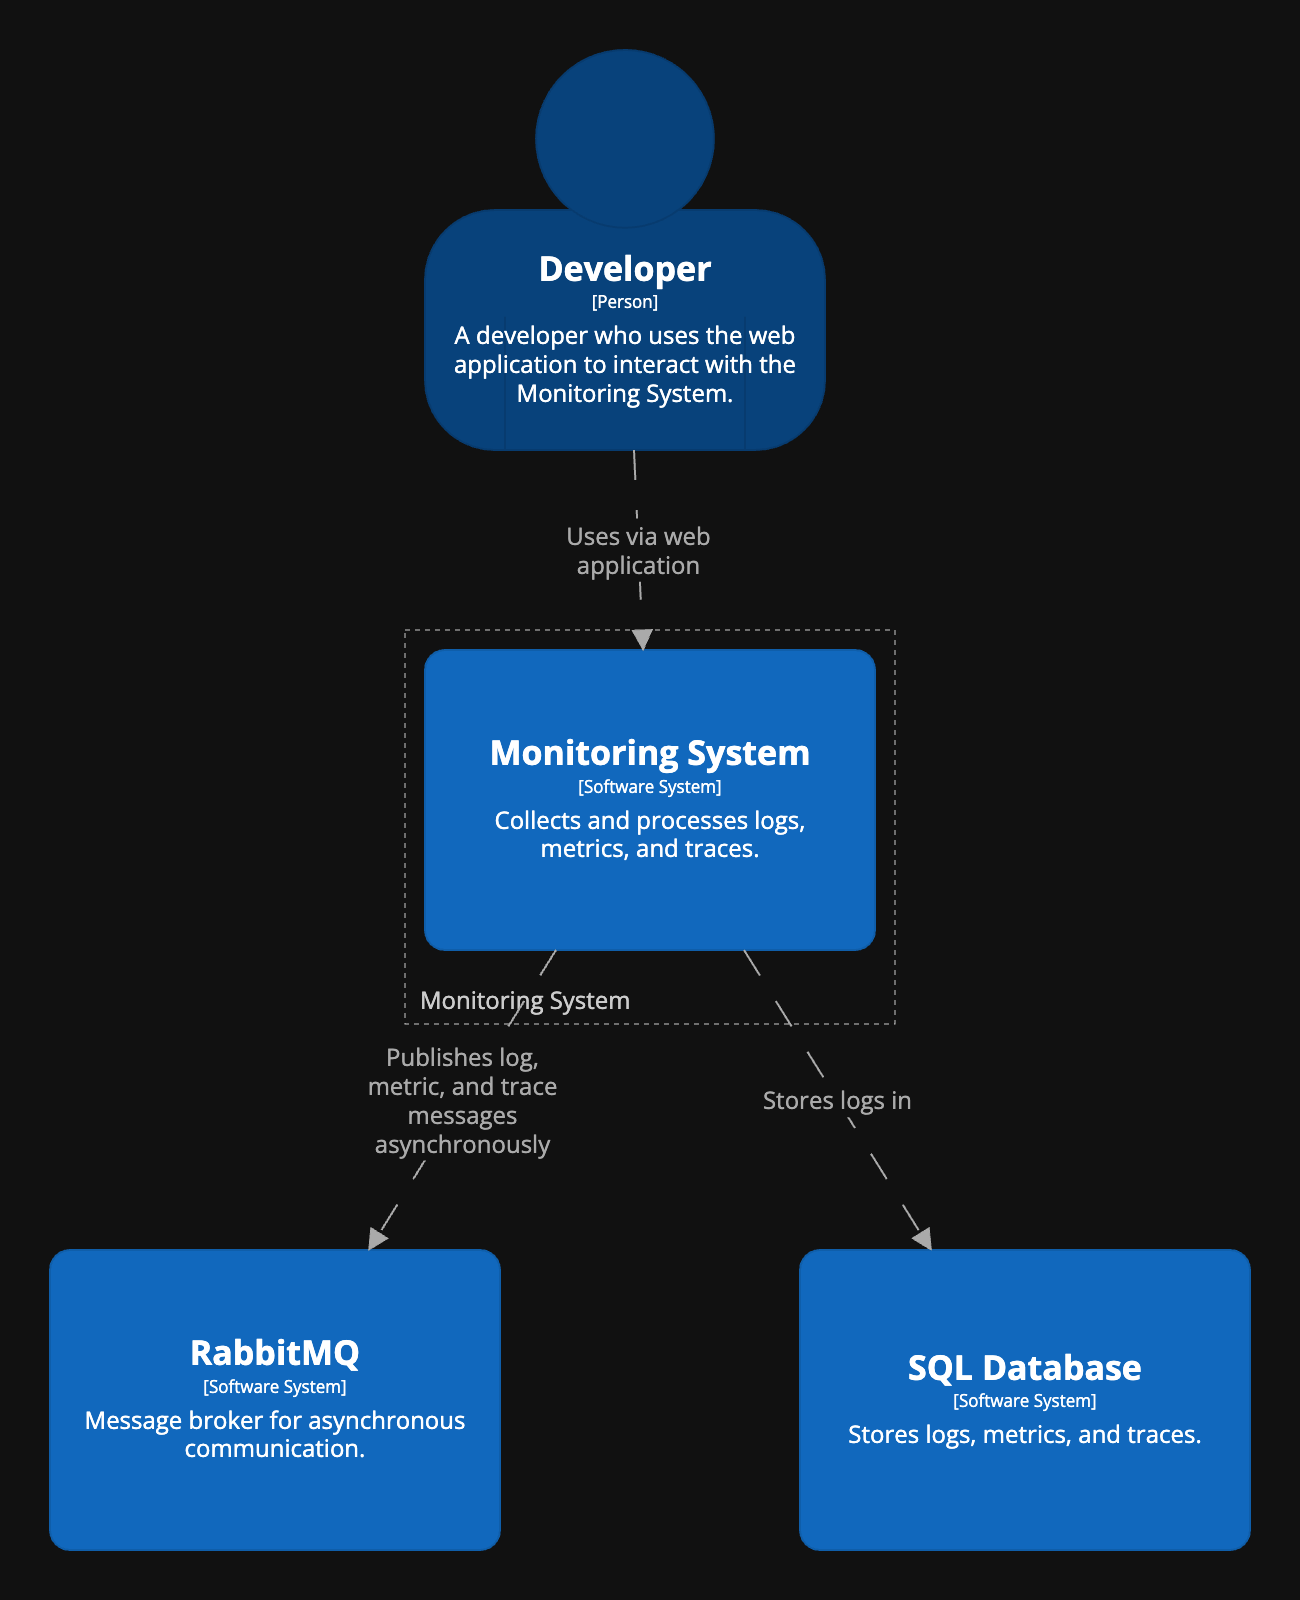 Developer
[Person]
A developer who uses the web
application to interact with the
Monitoring System.
Uses via web
application
Monitoring System
[Software System]
Collects and processes logs,
metrics, and traces.
Monitoring System
Publishes log,
metric, and trace
messages
asynchronously
Stores logs in
RabbitMQ
[Software System]
Message broker for asynchronous
communication.
SQL Database
[Software System]
Stores logs, metrics, and traces.